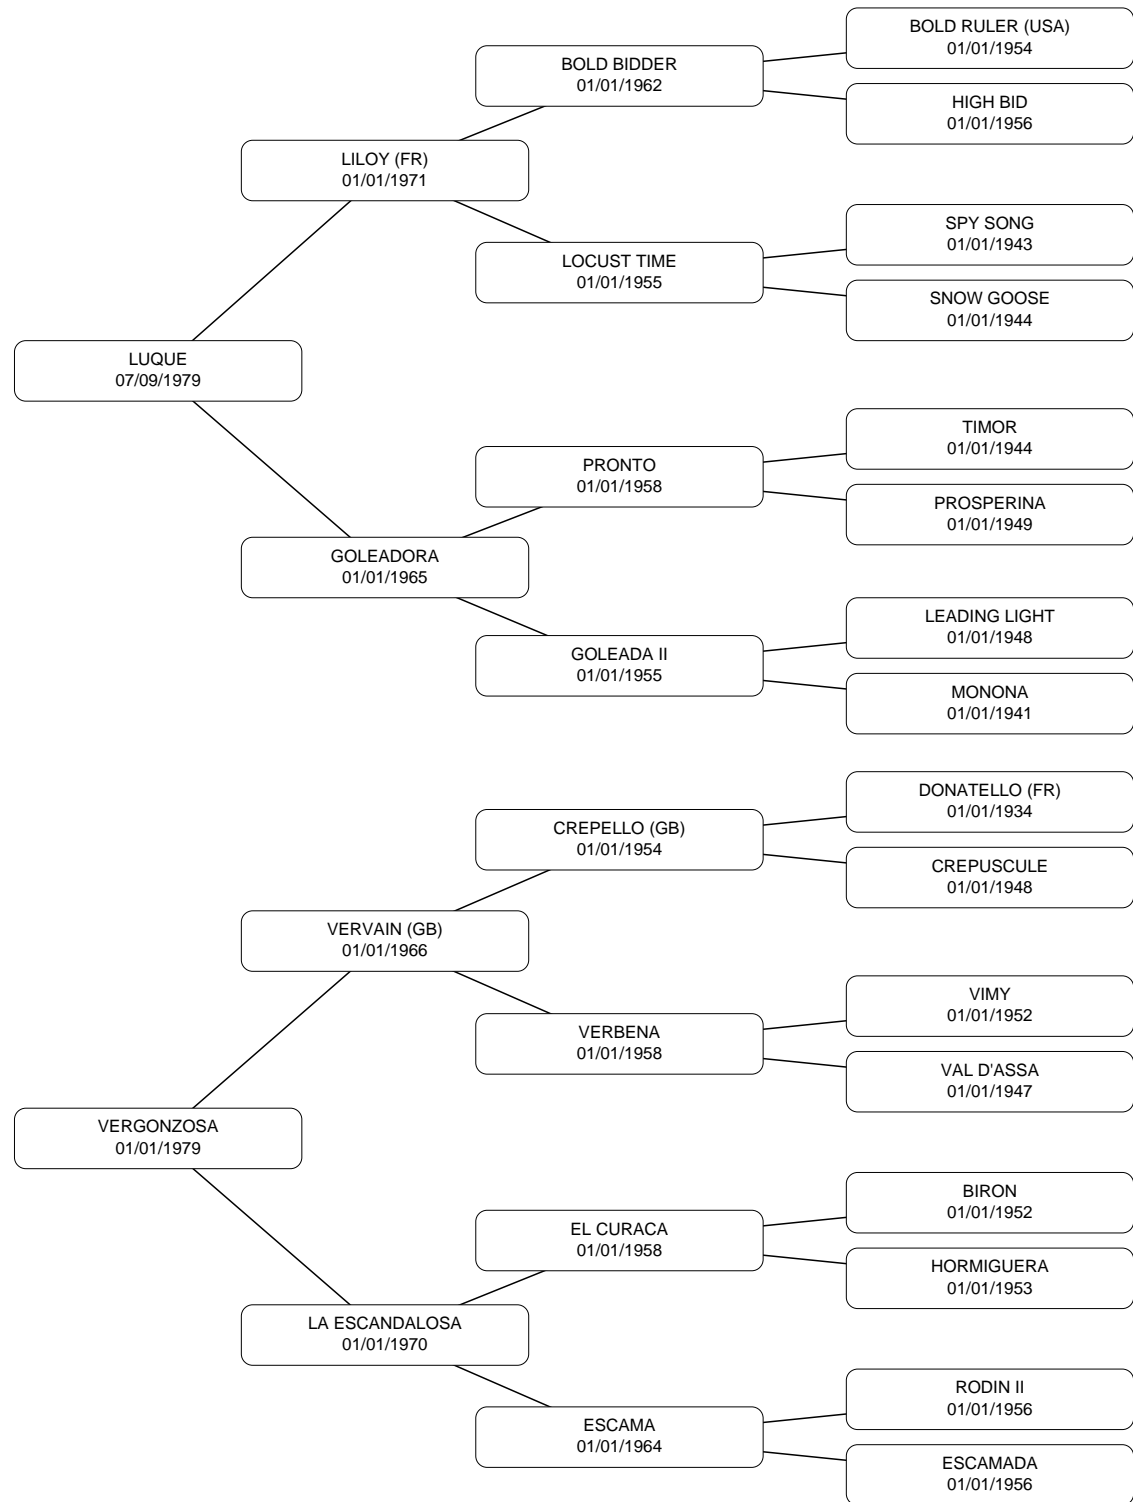 BOLD RULER (USA)
01/01/1954
BOLD BIDDER
01/01/1962
HIGH BID
01/01/1956
LILOY (FR)
01/01/1971
SPY SONG
01/01/1943
LOCUST TIME
01/01/1955
SNOW GOOSE
01/01/1944
LUQUE
07/09/1979
TIMOR
01/01/1944
PRONTO
01/01/1958
PROSPERINA
01/01/1949
GOLEADORA
01/01/1965
LEADING LIGHT
01/01/1948
GOLEADA II
01/01/1955
MONONA
01/01/1941
DONATELLO (FR)
01/01/1934
CREPELLO (GB)
01/01/1954
CREPUSCULE
01/01/1948
VERVAIN (GB)
01/01/1966
VIMY
01/01/1952
VERBENA
01/01/1958
VAL D'ASSA
01/01/1947
VERGONZOSA
01/01/1979
BIRON
01/01/1952
EL CURACA
01/01/1958
HORMIGUERA
01/01/1953
LA ESCANDALOSA
01/01/1970
RODIN II
01/01/1956
ESCAMA
01/01/1964
ESCAMADA
01/01/1956